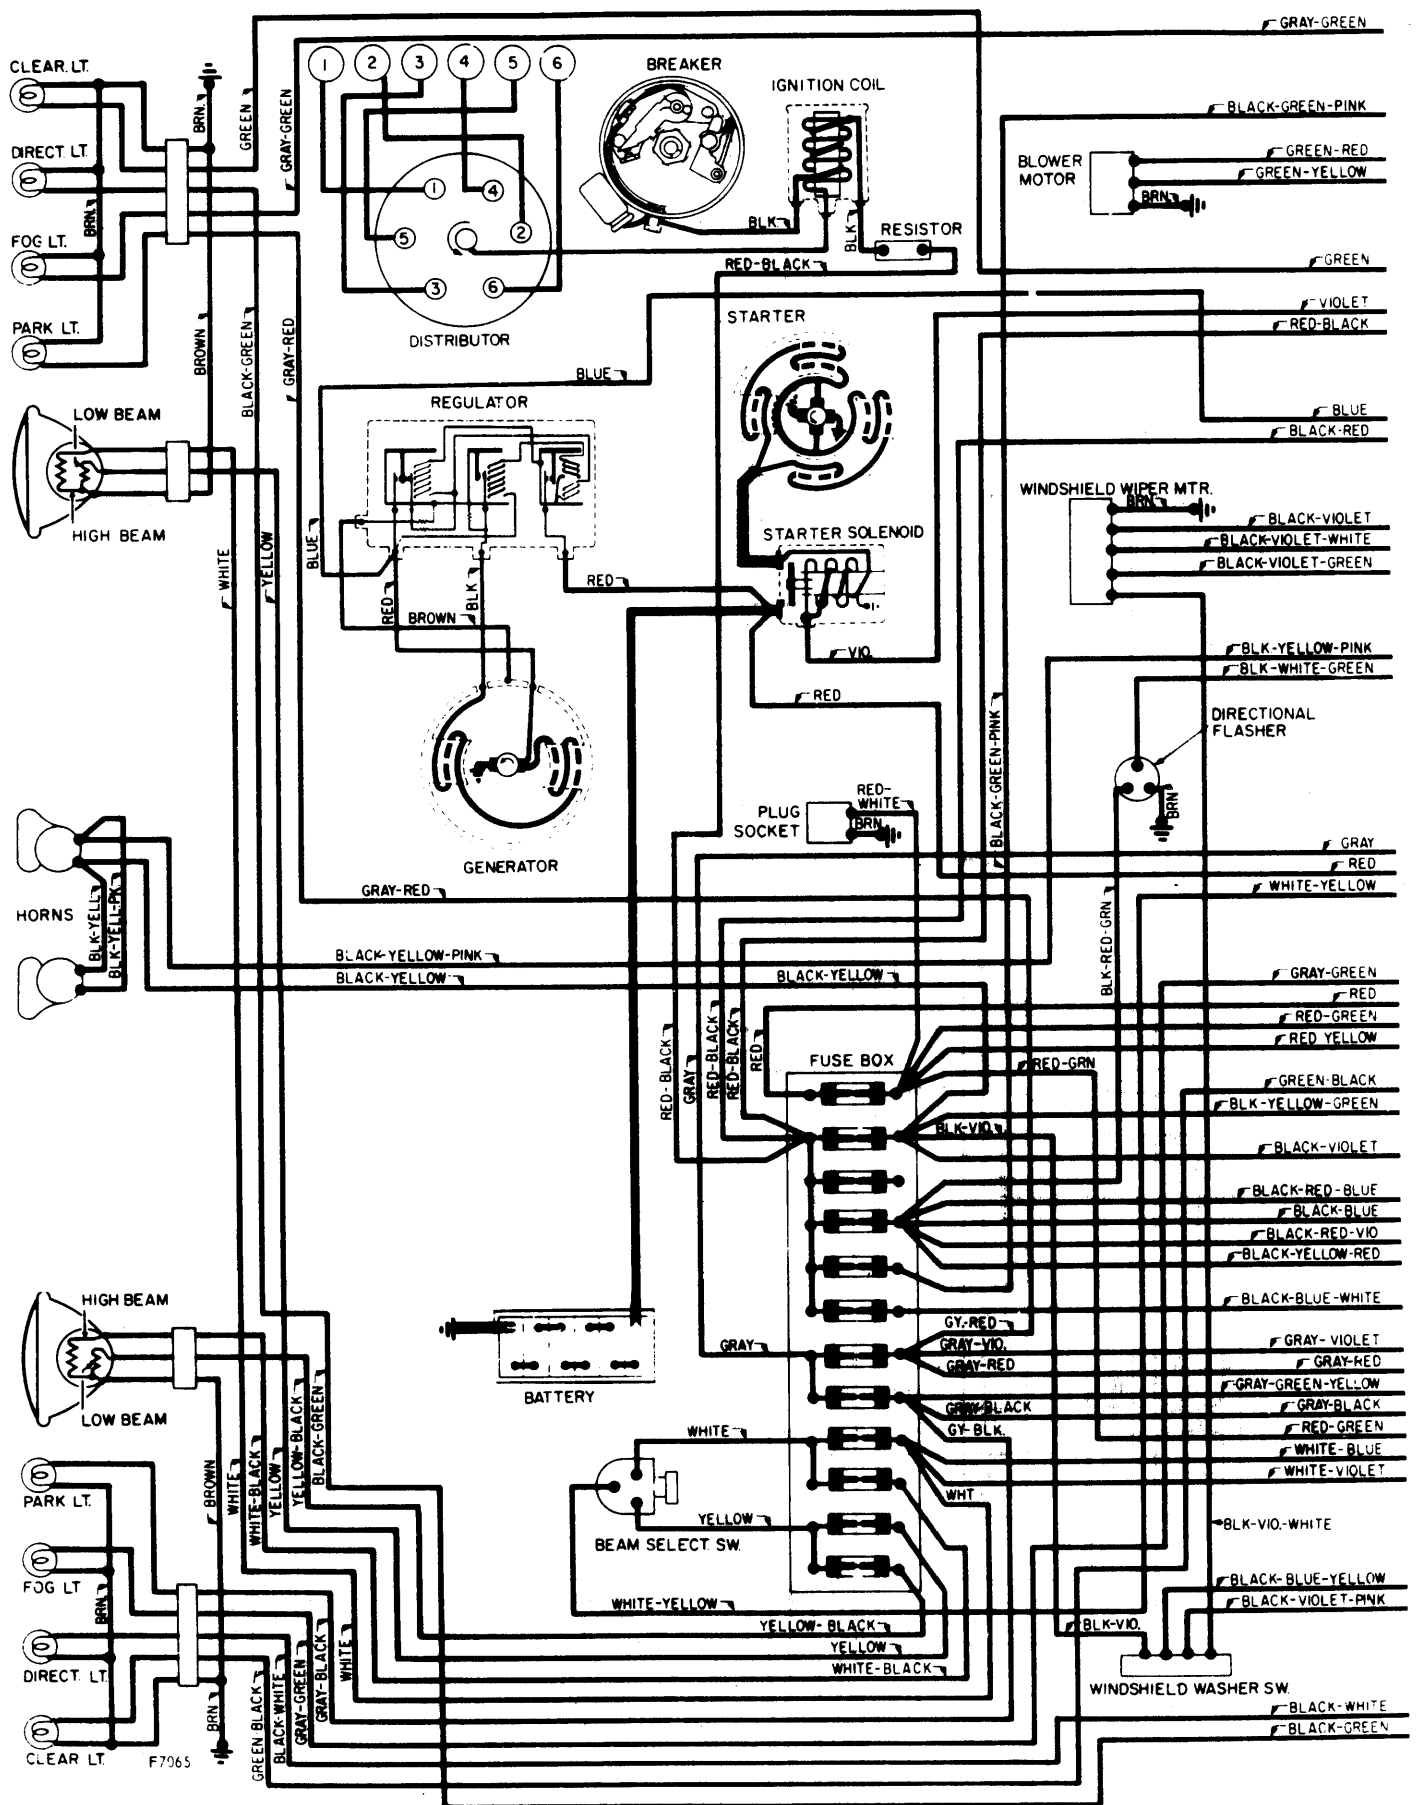 GRAY-GREEN
CLEAR. LT.
1
2
3
4
5
6
BREAKER
IGNITION COIL
BLACK-GREEN-PINK
BRN.
GREEN
GRAY-GREEN
DIRECT. LT
BLOWER
MOTOR
GREEN-RED
GREEN-YELLOW
BRN.
1
4
5
2
3
6
BRN.
BLK.
BLK
RESISTOR
FOG LT.
RED-BLACK
GREEN
VIOLET
RED-BLACK
PARK LT.
DISTRIBUTOR
STARTER
BROWN
BLACK-GREEN
GRAY-RED
BLUE
BLUE
BLACK-RED
LOW BEAM
REGULATOR
HIGH BEAM
WINDSHIELD WIPER MTR.
BRN
BLACK-VIOLET
BLACK-VIOLET-WHITE
BLACK-VIOLET-GREEN
STARTER SOLENOID
WHITE
YELLOW
BLUE
RED
BLK
RED
BROWN
VIO.
BLK-YELLOW-PINK
BLK-WHITE-GREEN
RED
BLACK-GREEN-PINK
DIRECTIONAL
FLASHER
RED-
WHITE
PLUG
SOCKET
BRN
BRN
GENERATOR
GRAY
RED
WHITE-YELLOW
GRAY-RED
HORNS
BLK-YELL
BLK-YELL-PK
BLK-RED-GRN
BLACK-YELLOW-PINK
BLACK-YELLOW
BLACK-YELLOW
GRAY-GREEN
RED
RED-GREEN
RED YELLOW
RED-BLACK
GRAY
RED-BLACK
RED-BLACK
RED
FUSE BOX
RED-GRN
GREEN-BLACK
BLK-YELLOW-GREEN
BLK-VIO.
BLACK-VIOLET
BLACK-RED-BLUE
BLACK-BLUE
BLACK-RED-VIO
BLACK-YELLOW-RED
HIGH BEAM
BLACK-BLUE-WHITE
GY.-RED
GRAY
GRAY-VIO.
GRAY-RED
GRAY-VIOLET
GRAY-RED
BATTERY
GRAY-GREEN-YELLOW
GRAY-BLACK
GRAY-BLACK
GY-BLK.
LOW BEAM
RED-GREEN
WHITE-BLUE
WHITE-VIOLET
WHITE
WHT
PARK LT.
BROWN
WHITE
WHITE-BLACK
YELLOW
YELLOW-BLACK
BLACK-GREEN
YELLOW
BEAM SELECT. SW.
BLK-VIO.-WHITE
FOG LT
BRN
WHITE-YELLOW
BLACK-BLUE-YELLOW
BLACK-VIOLET-PINK
YELLOW-BLACK
BLK-VIO.
YELLOW
WHITE-BLACK
DIRECT. LT.
WINDSHIELD WASHER SW.
BRN
GREEN-BLACK
BLACK-WHITE
GRAY-GREEN
GRAY-BLACK
WHITE
BLACK-WHITE
BLACK-GREEN
CLEAR LT.
F7065